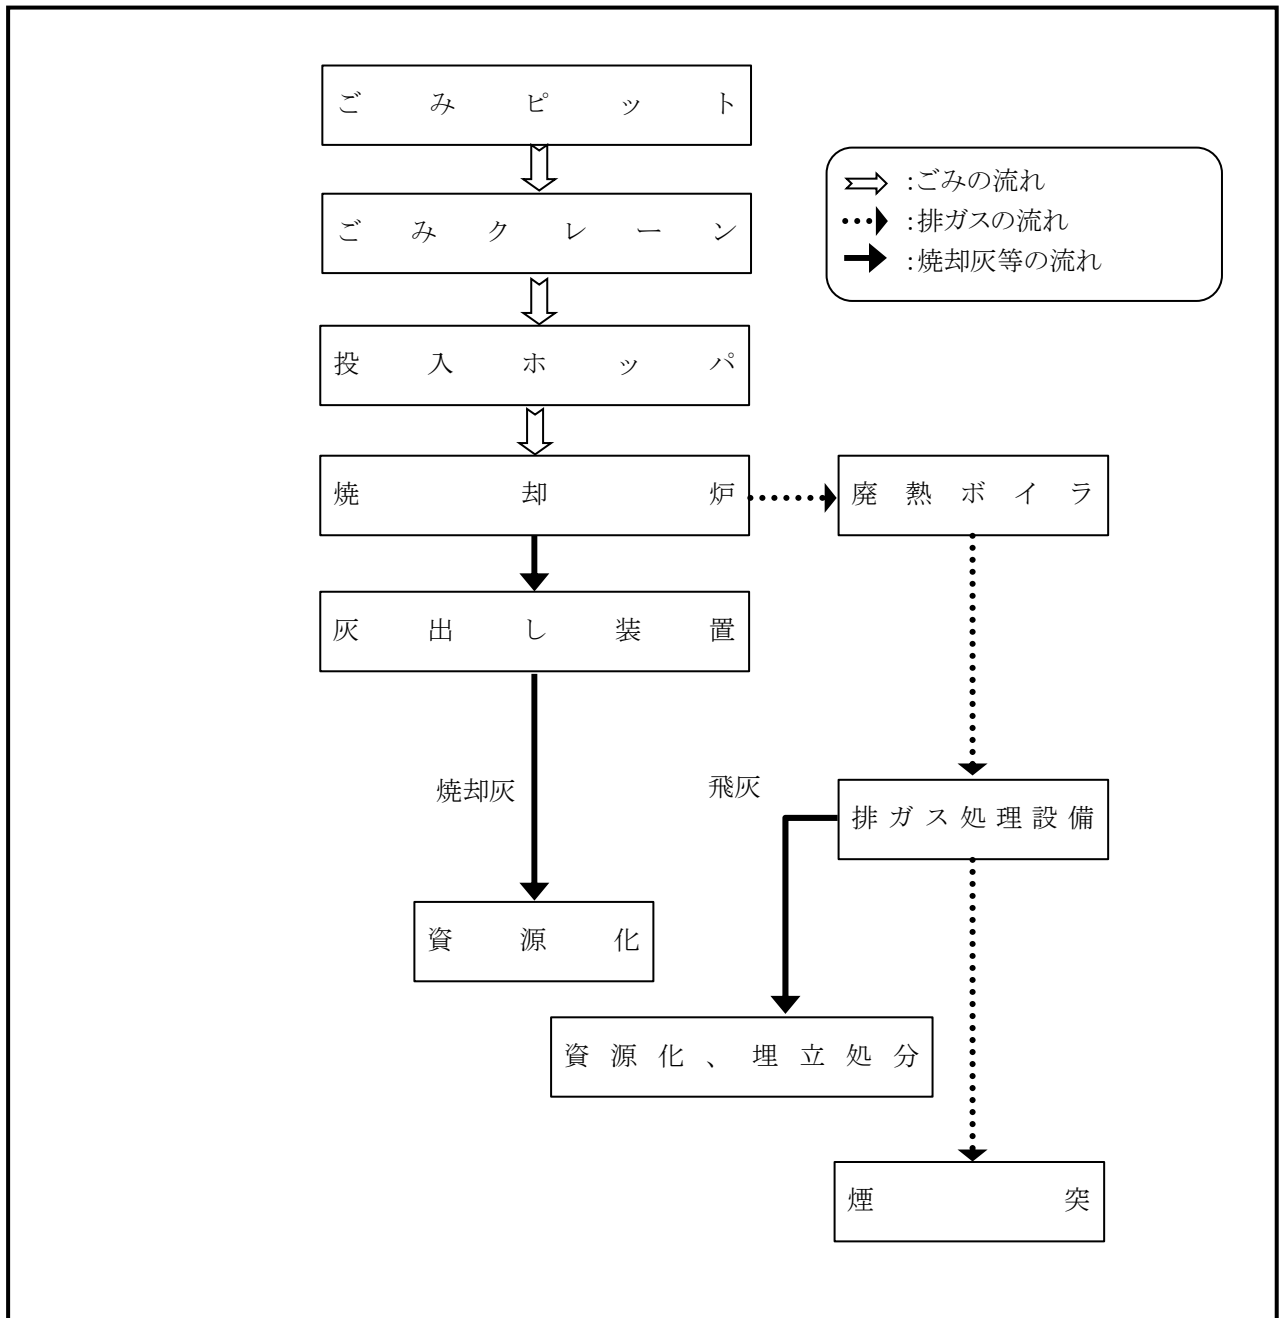 ごみピット
ごみクレーン
:ごみの流れ
:排ガスの流れ
:焼却灰等の流れ
投入ホッパ
焼却炉
廃熱ボイラ
灰出し装置
焼却灰
飛灰
排ガス処理設備
資源化
資源化、埋立処分
煙突